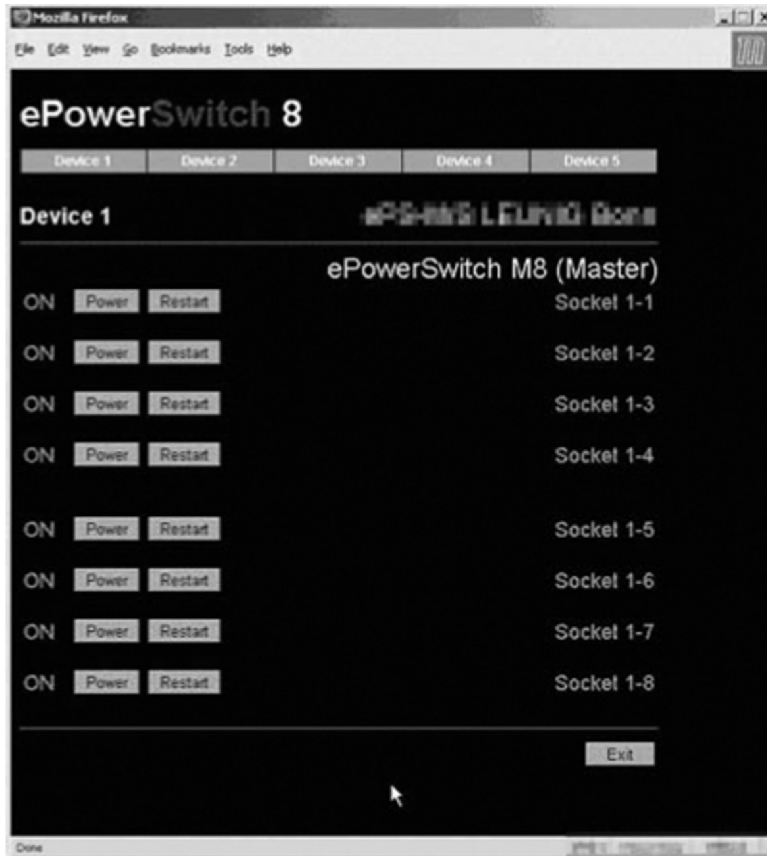 Mozilla Firefox
File Edit View Go Bookmarks Tools Help
ePowerSwitch 8
Device 1 Device 2 Device 3 Device 4 Device 5
Device 1
ePowerSwitch M8 (Master)
ON Power Restart Socket 1-1
ON Power Restart Socket 1-2
ON Power Restart Socket 1-3
ON Power Restart Socket 1-4
ON Power Restart Socket 1-5
ON Power Restart Socket 1-6
ON Power Restart Socket 1-7
ON Power Restart Socket 1-8
Exit
Done